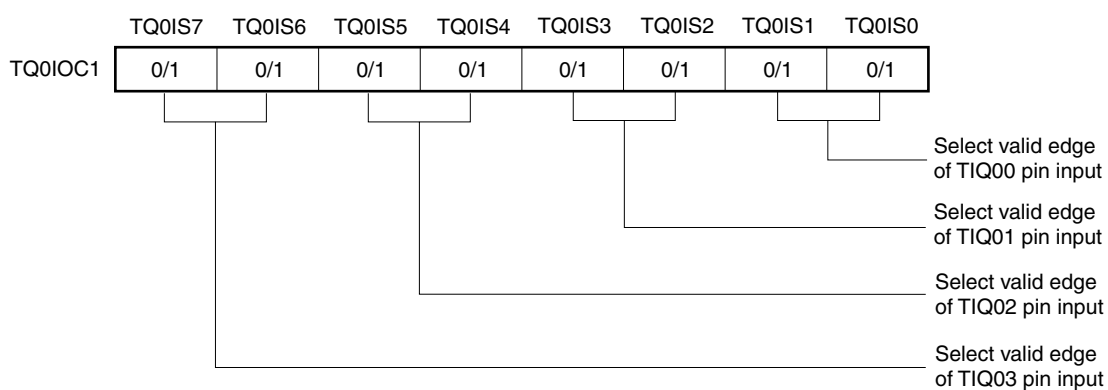 TQ0IS7 TQ0IS6 TQ0IS5 TQ0IS4 TQ0IS3 TQ0IS2 TQ0IS1 TQ0IS0
TQ0IOC1 0/1 0/1 0/1 0/1 0/1 0/1 0/1 0/1
Select valid edge
of TIQ00 pin input
Select valid edge
of TIQ01 pin input
Select valid edge
of TIQ02 pin input
Select valid edge
of TIQ03 pin input